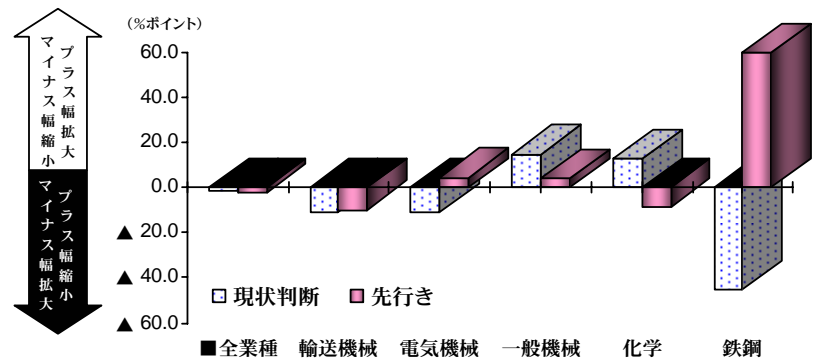 (%ポイント)
プラス幅拡大
マイナス幅縮小
プラス幅縮小
マイナス幅拡大
60.0
40.0
20.0
0.0
▲ 20.0
▲ 40.0
▲ 60.0
現状判断 先行き
■全業種 輸送機械 電気機械 一般機械 化学 鉄鋼